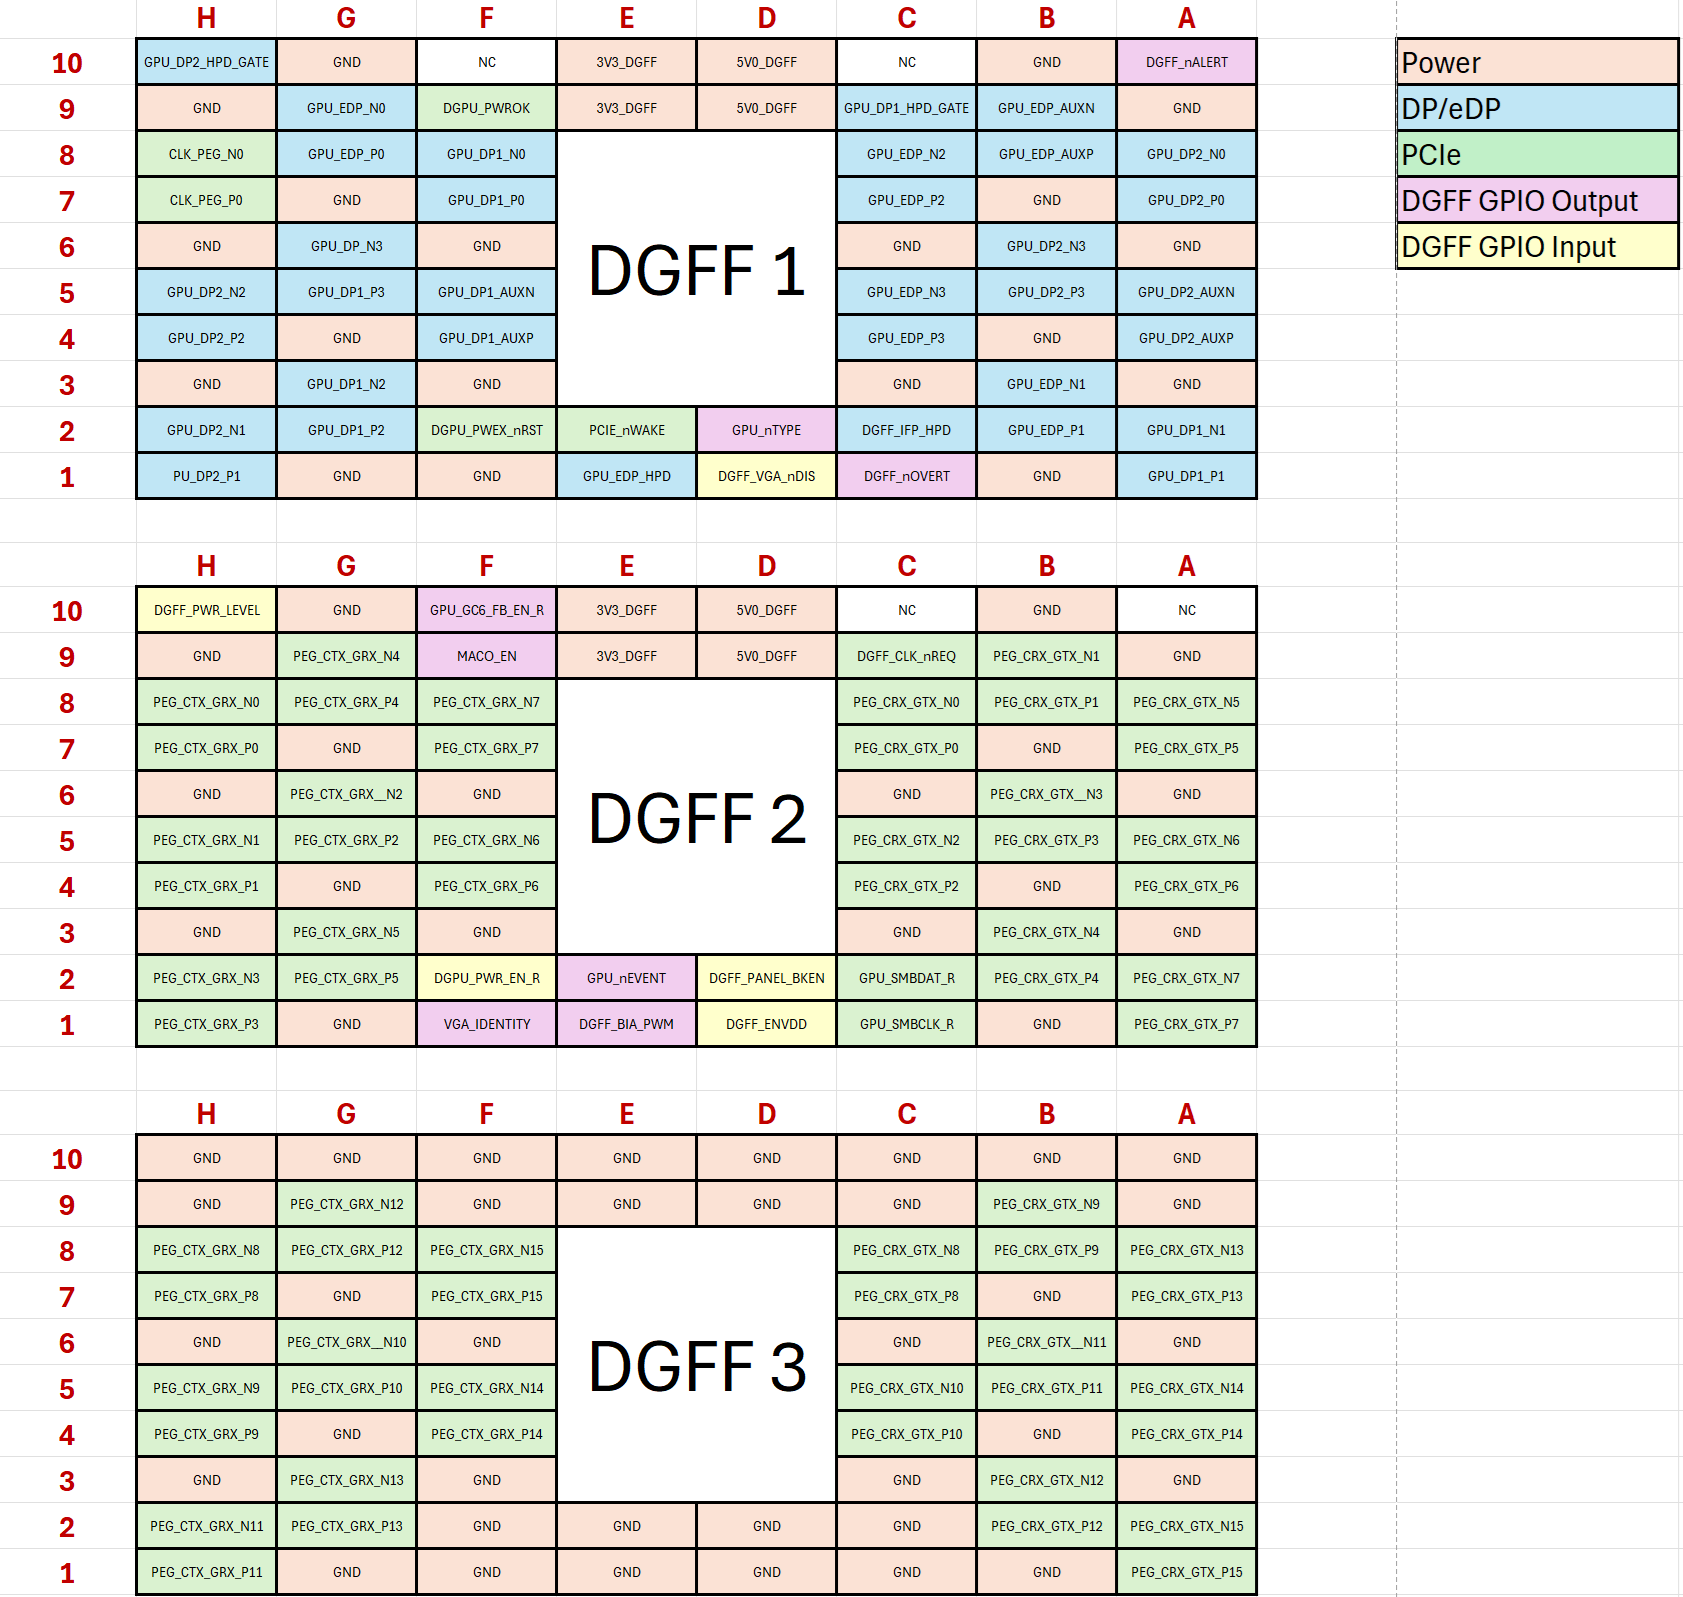 H G F E D C B A
10 GPU_DP2_HPD_GATE GND NC 3V3_DGFF 5V0_DGFF NC GND DGFF_nALERT Power
9 GND GPU_EDP_N0 DGPU_PWROK 3V3_DGFF 5V0_DGFF GPU_DP1_HPD_GATE GPU_EDP_AUXN GND DP/eDP
8 CLK_PEG_N0 GPU_EDP_P0 GPU_DP1_N0 GPU_EDP_N2 GPU_EDP_AUXP GPU_DP2_N0 PCIe
7 CLK_PEG_P0 GND GPU_DP1_P0 GPU_EDP_P2 GND GPU_DP2_P0 DGFF GPIO Output
6 GND GPU_DP_N3 GND GND GPU_DP2_N3 GND DGFF GPIO Input
DGFF 1
5 GPU_DP2_N2 GPU_DP1_P3 GPU_DP1_AUXN GPU_EDP_N3 GPU_DP2_P3 GPU_DP2_AUXN
4 GPU_DP2_P2 GND GPU_DP1_AUXP GPU_EDP_P3 GND GPU_DP2_AUXP
3 GND GPU_DP1_N2 GND GND GPU_EDP_N1 GND
2 GPU_DP2_N1 GPU_DP1_P2 DGPU_PWEX_nRST PCIE_nWAKE GPU_nTYPE DGFF_IFP_HPD GPU_EDP_P1 GPU_DP1_N1
1 PU_DP2_P1 GND GND GPU_EDP_HPD DGFF_VGA_nDIS DGFF_nOVERT GND GPU_DP1_P1
H G F E D C B A
10 DGFF_PWR_LEVEL GND GPU_GC6_FB_EN_R 3V3_DGFF 5V0_DGFF NC GND NC
9 GND PEG_CTX_GRX_N4 MACO_EN 3V3_DGFF 5V0_DGFF DGFF_CLK_nREQ PEG_CRX_GTX_N1 GND
8 PEG_CTX_GRX_N0 PEG_CTX_GRX_P4 PEG_CTX_GRX_N7 PEG_CRX_GTX_N0 PEG_CRX_GTX_P1 PEG_CRX_GTX_N5
7 PEG_CTX_GRX_P0 GND PEG_CTX_GRX_P7 PEG_CRX_GTX_P0 GND PEG_CRX_GTX_P5
6 GND PEG_CTX_GRX__N2 GND GND PEG_CRX_GTX__N3 GND
DGFF 2
5 PEG_CTX_GRX_N1 PEG_CTX_GRX_P2 PEG_CTX_GRX_N6 PEG_CRX_GTX_N2 PEG_CRX_GTX_P3 PEG_CRX_GTX_N6
4 PEG_CTX_GRX_P1 GND PEG_CTX_GRX_P6 PEG_CRX_GTX_P2 GND PEG_CRX_GTX_P6
3 GND PEG_CTX_GRX_N5 GND GND PEG_CRX_GTX_N4 GND
2 PEG_CTX_GRX_N3 PEG_CTX_GRX_P5 DGPU_PWR_EN_R GPU_nEVENT DGFF_PANEL_BKEN GPU_SMBDAT_R PEG_CRX_GTX_P4 PEG_CRX_GTX_N7
1 PEG_CTX_GRX_P3 GND VGA_IDENTITY DGFF_BIA_PWM DGFF_ENVDD GPU_SMBCLK_R GND PEG_CRX_GTX_P7
H G F E D C B A
10 GND GND GND GND GND GND GND GND
9 GND PEG_CTX_GRX_N12 GND GND GND GND PEG_CRX_GTX_N9 GND
8 PEG_CTX_GRX_N8 PEG_CTX_GRX_P12 PEG_CTX_GRX_N15 PEG_CRX_GTX_N8 PEG_CRX_GTX_P9 PEG_CRX_GTX_N13
7 PEG_CTX_GRX_P8 GND PEG_CTX_GRX_P15 PEG_CRX_GTX_P8 GND PEG_CRX_GTX_P13
6 GND PEG_CTX_GRX__N10 GND GND PEG_CRX_GTX__N11 GND
DGFF 3
5 PEG_CTX_GRX_N9 PEG_CTX_GRX_P10 PEG_CTX_GRX_N14 PEG_CRX_GTX_N10 PEG_CRX_GTX_P11 PEG_CRX_GTX_N14
4 PEG_CTX_GRX_P9 GND PEG_CTX_GRX_P14 PEG_CRX_GTX_P10 GND PEG_CRX_GTX_P14
3 GND PEG_CTX_GRX_N13 GND GND PEG_CRX_GTX_N12 GND
2 PEG_CTX_GRX_N11 PEG_CTX_GRX_P13 GND GND GND GND PEG_CRX_GTX_P12 PEG_CRX_GTX_N15
1 PEG_CTX_GRX_P11 GND GND GND GND GND GND PEG_CRX_GTX_P15